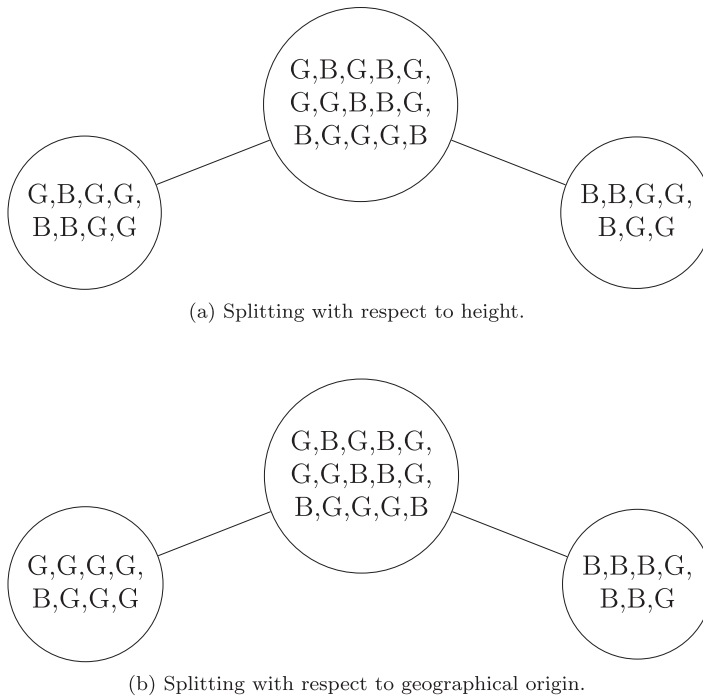 G,B,G,B,G,
G,G,B,B,G,
B,G,G,G,B
G,B,G,G,
B,B,G,G
B,B,G,G,
B,G,G
(a) Splitting with respect to height.
G,B,G,B,G,
G,G,B,B,G,
B,G,G,G,B
G,G,G,G,
B,G,G,G
B,B,B,G,
B,B,G
(b) Splitting with respect to geographical origin.